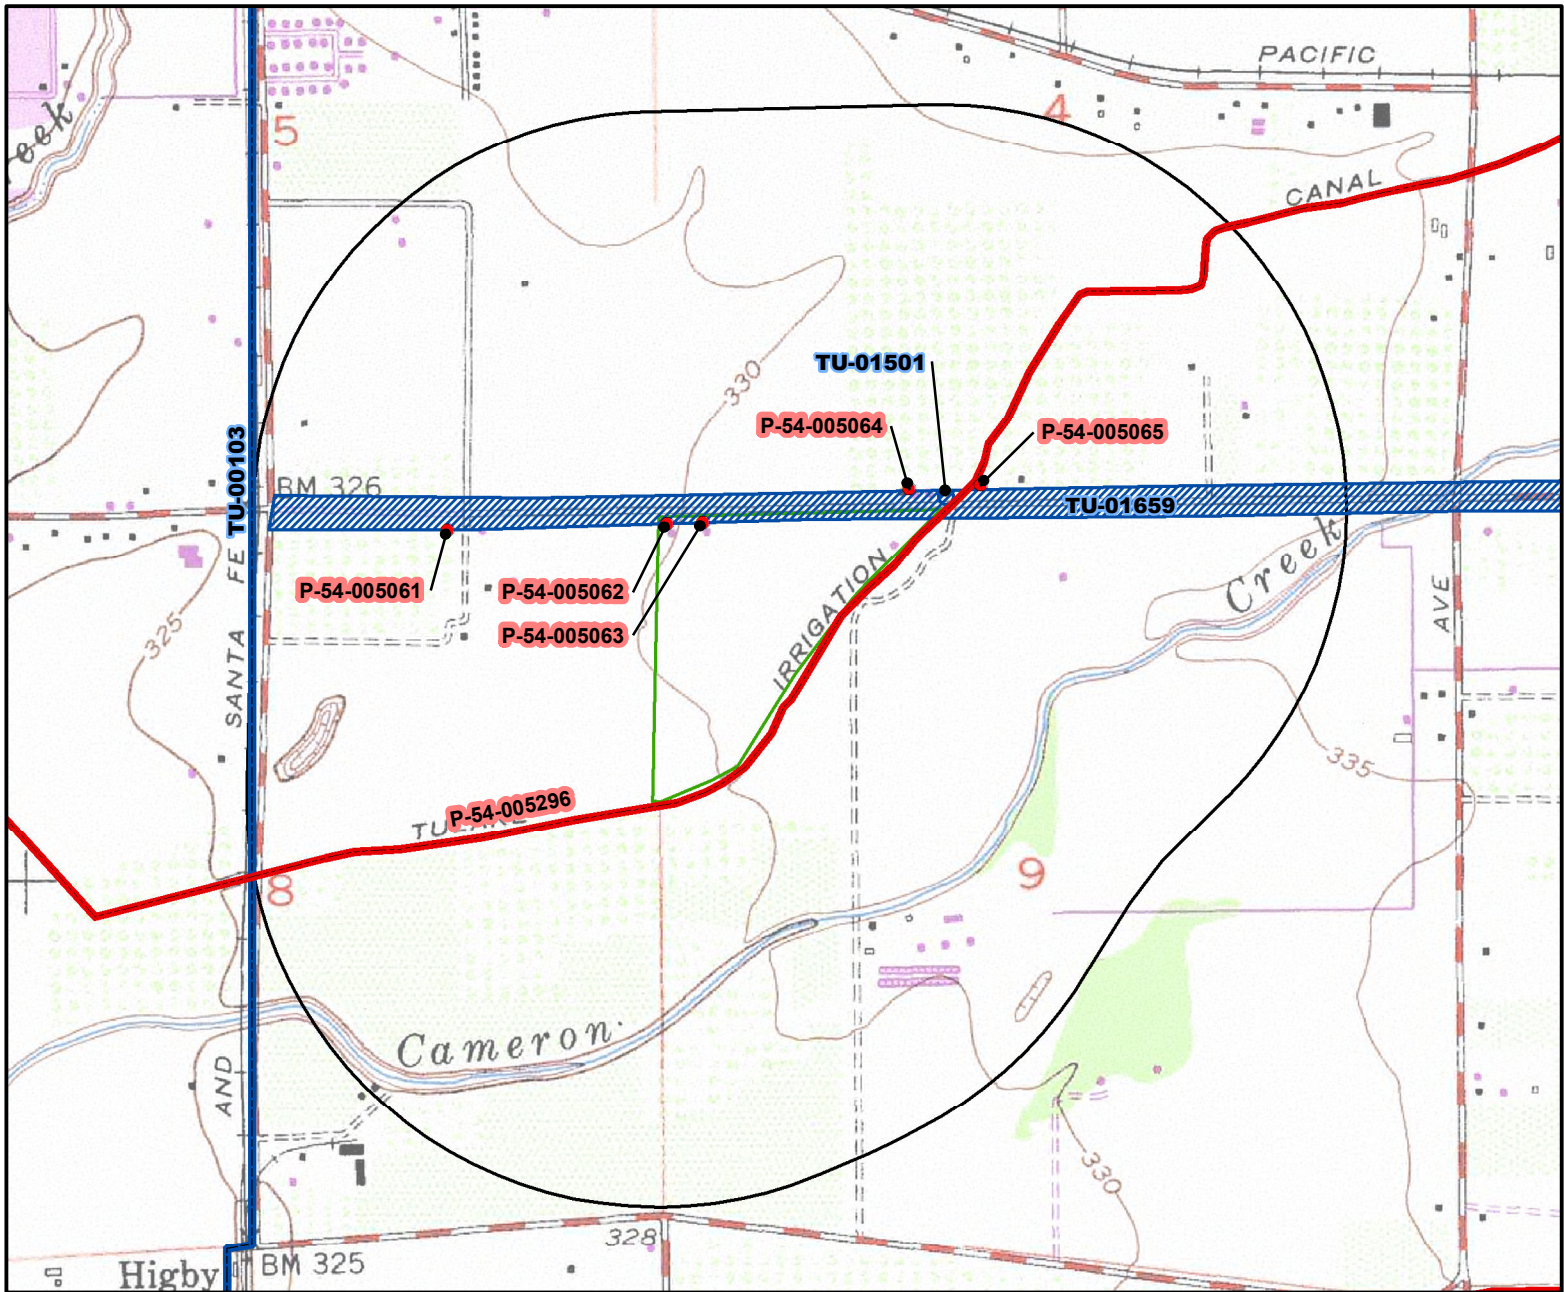 PACIFIC
4
5
eek
CANAL
330
TU-01501
P-54-005064
P-54-005065
TU-00103
BM 326
TU-01659
P-54-005061
P-54-005062
P-54-005063
SANTA FE
325
IRRIGATION
Creek
AVE
335
P-54-005296
8
9
Cameron
AND
330
328
BM 325
Higby